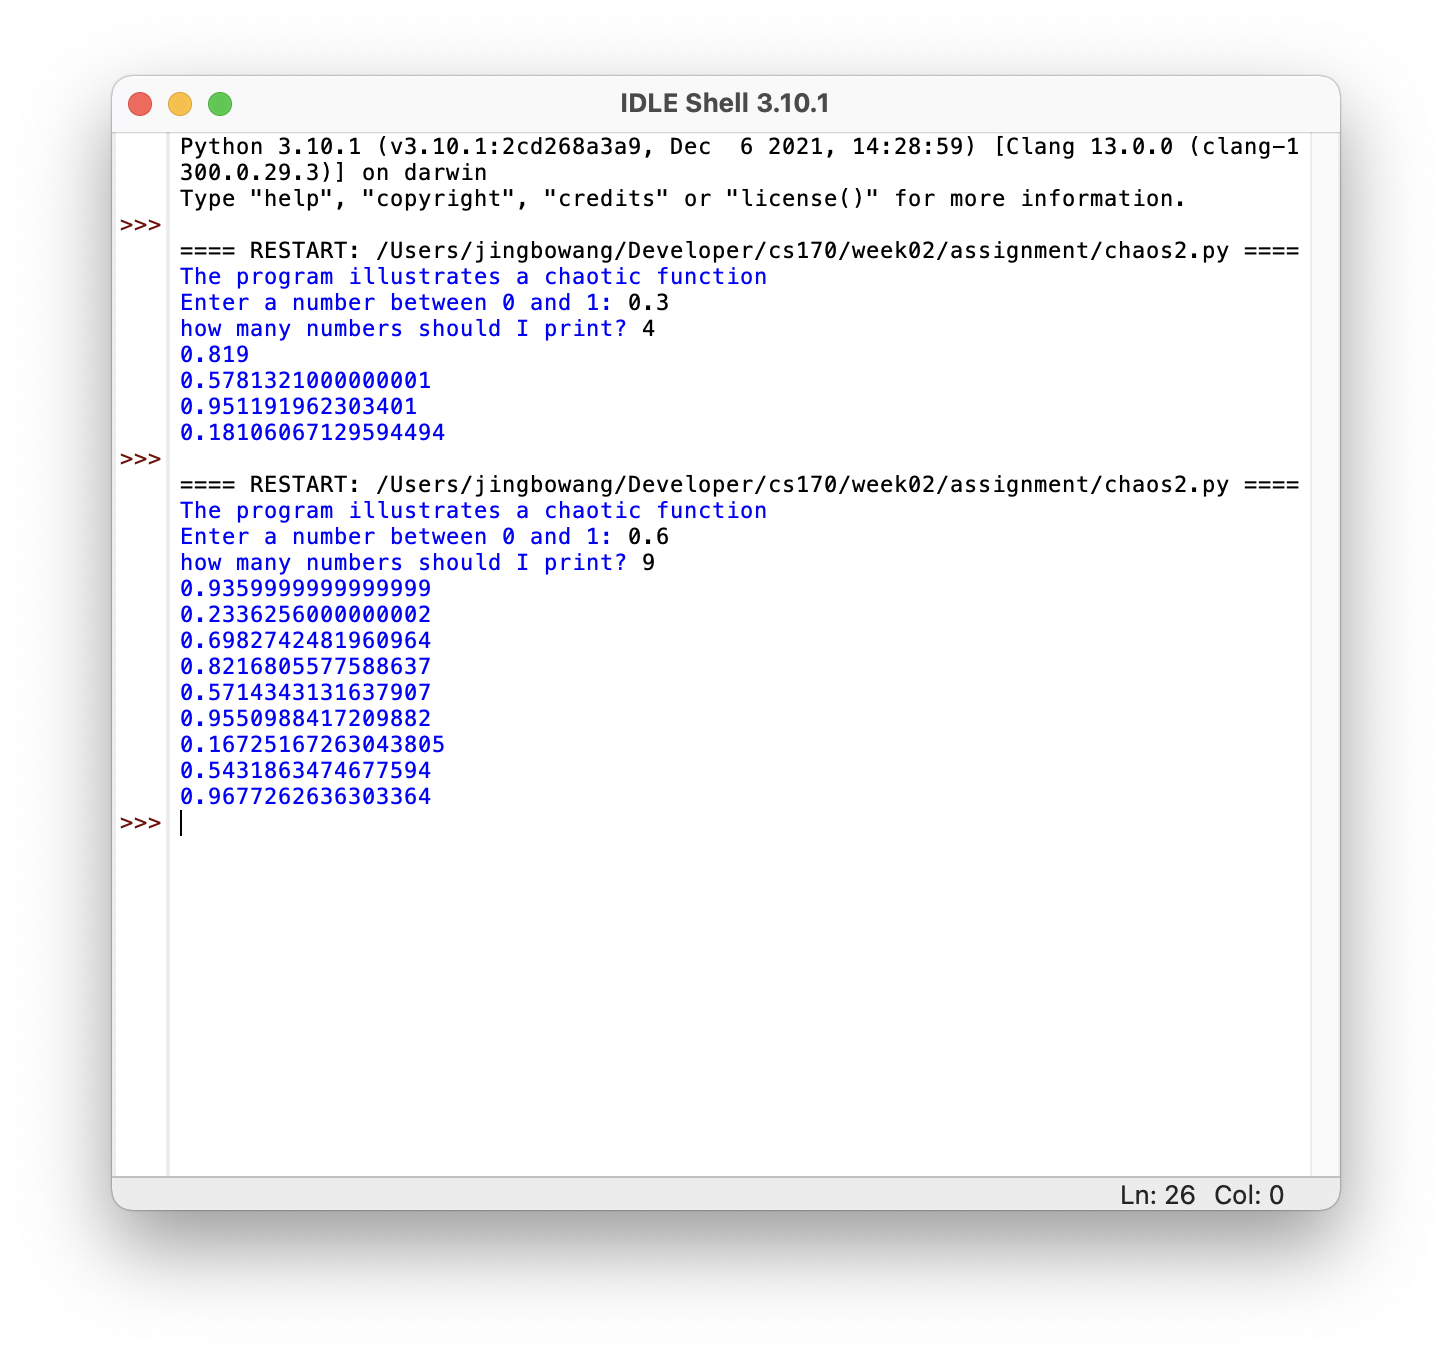 IDLE Shell 3.10.1
Python 3.10.1 (v3.10.1:2cd268a3a9, Dec  6 2021, 14:28:59) [Clang 13.0.0 (clang-1
300.0.29.3)] on darwin
Type "help", "copyright", "credits" or "license()" for more information.
>>>
==== RESTART: /Users/jingbowang/Developer/cs170/week02/assignment/chaos2.py ====
The program illustrates a chaotic function
Enter a number between 0 and 1: 0.3
how many numbers should I print? 4
0.819
0.5781321000000001
0.951191962303401
0.18106067129594494
>>>
==== RESTART: /Users/jingbowang/Developer/cs170/week02/assignment/chaos2.py ====
The program illustrates a chaotic function
Enter a number between 0 and 1: 0.6
how many numbers should I print? 9
0.9359999999999999
0.2336256000000002
0.6982742481960964
0.8216805577588637
0.5714343131637907
0.9550988417209882
0.16725167263043805
0.5431863474677594
0.9677262636303364
>>>
Ln: 26 Col: 0